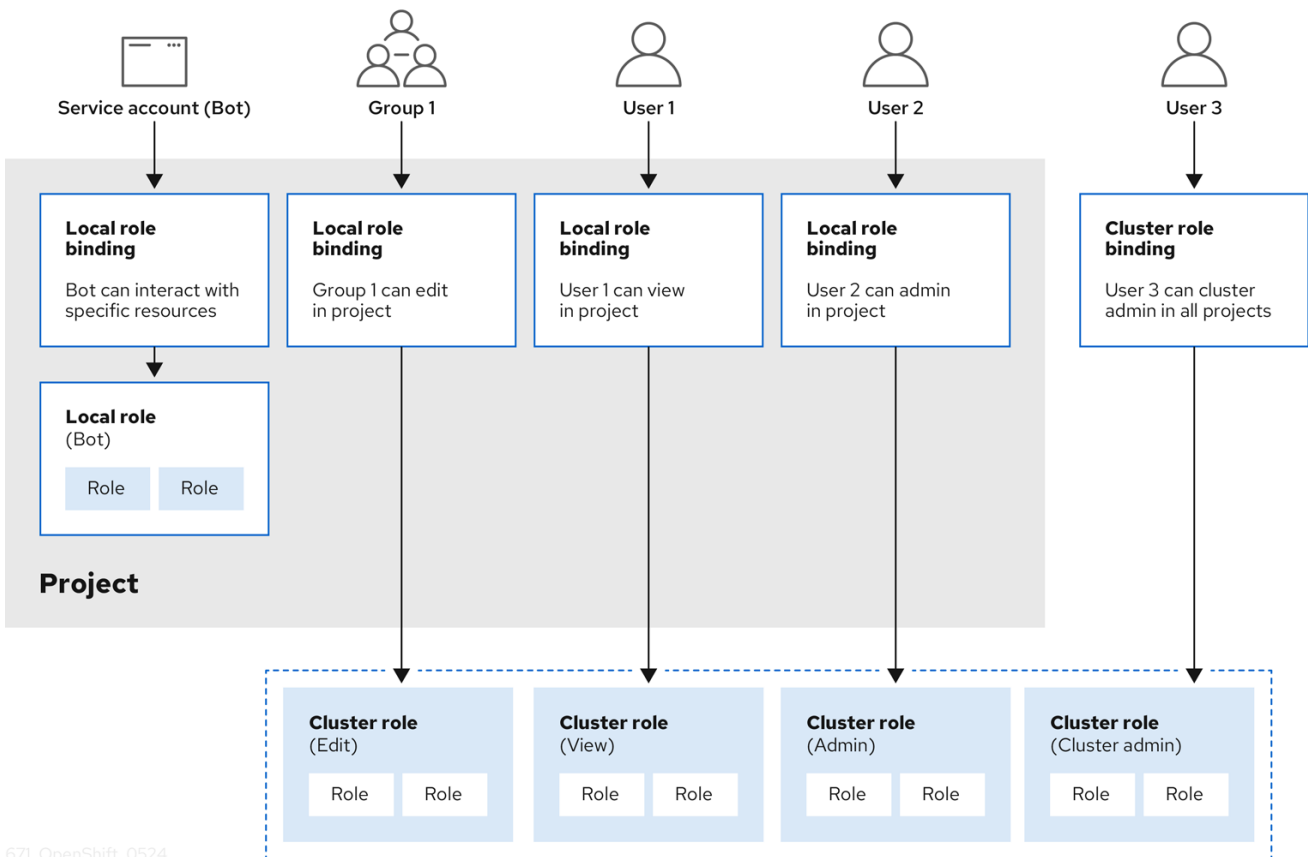 Service account (Bot)
Group 1
User 1
User 2
User 3
Local role
binding
Bot can interact with
specific resources
Local role
binding
Group 1 can edit
in project
Local role
binding
User 1 can view
in project
Local role
binding
User 2 can admin
in project
Cluster role
binding
User 3 can cluster
admin in all projects
Local role
(Bot)
Role
Role
Project
Cluster role
(Edit)
Role
Role
Cluster role
(View)
Role
Role
Cluster role
(Admin)
Role
Role
Cluster role
(Cluster admin)
Role
Role
671_OpenShift_0524